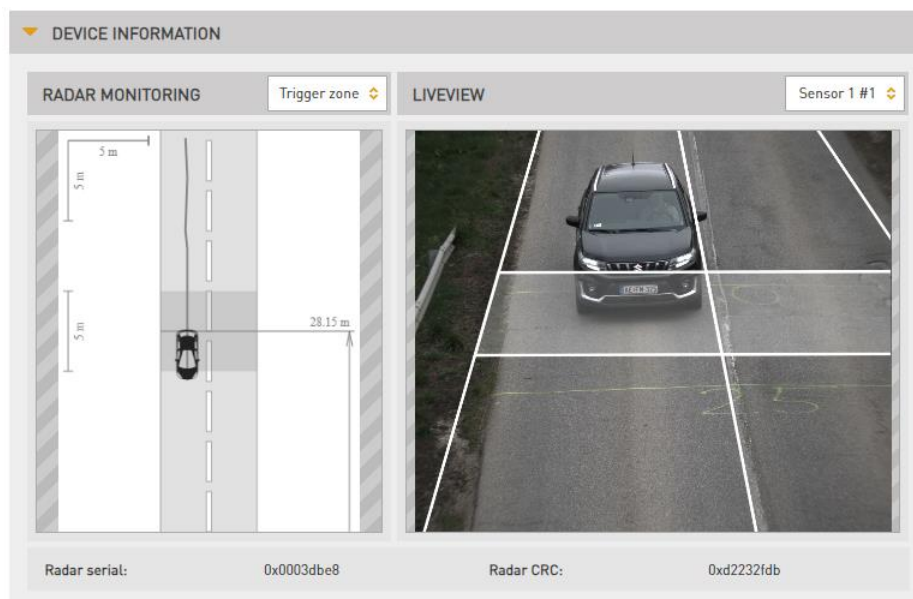 DEVICE INFORMATION
RADAR MONITORING
Trigger zone
LIVEVIEW
Sensor 1 #1
5 m
5 m
5 m
28.15 m
25
Radar serial: 0x0003dbe8 Radar CRC: 0xd2232fdb